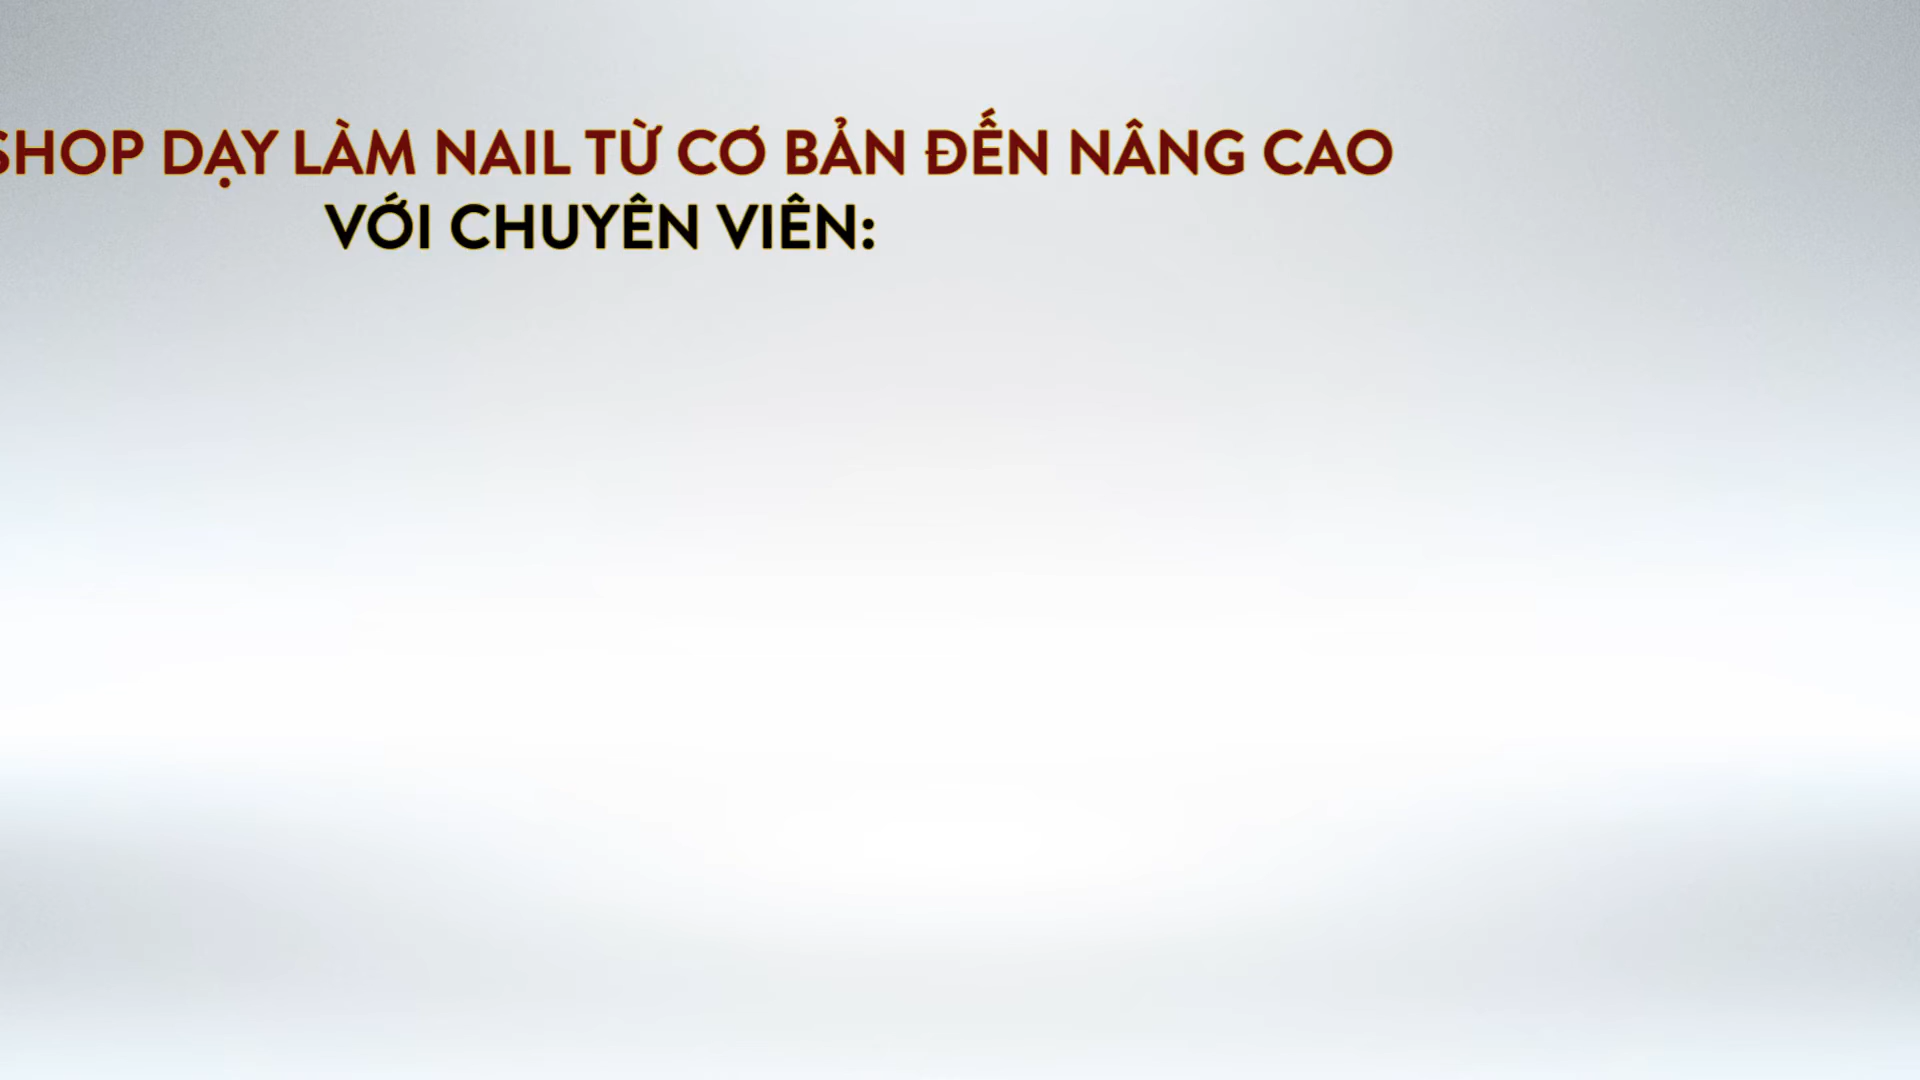 SHOP DẠY LÀM NAIL TỪ CƠ BẢN ĐẾN NÂNG CAO
VỚI CHUYÊN VIÊN: